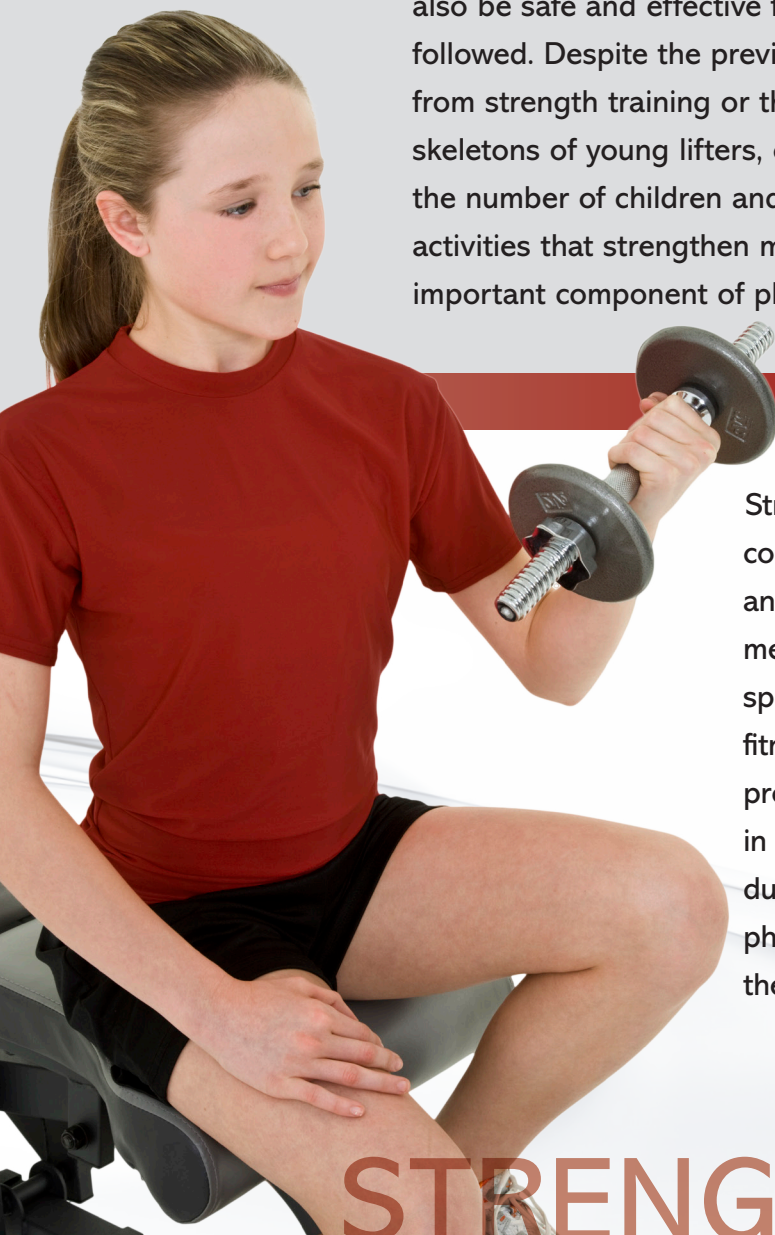 also be safe and effective f
followed. Despite the previ
from strength training or th
skeletons of young lifters,
the number of children and
activities that strengthen m
important component of pl
Str
co
an
me
sp
fitr
pro
in
du
ph
the
STRENG